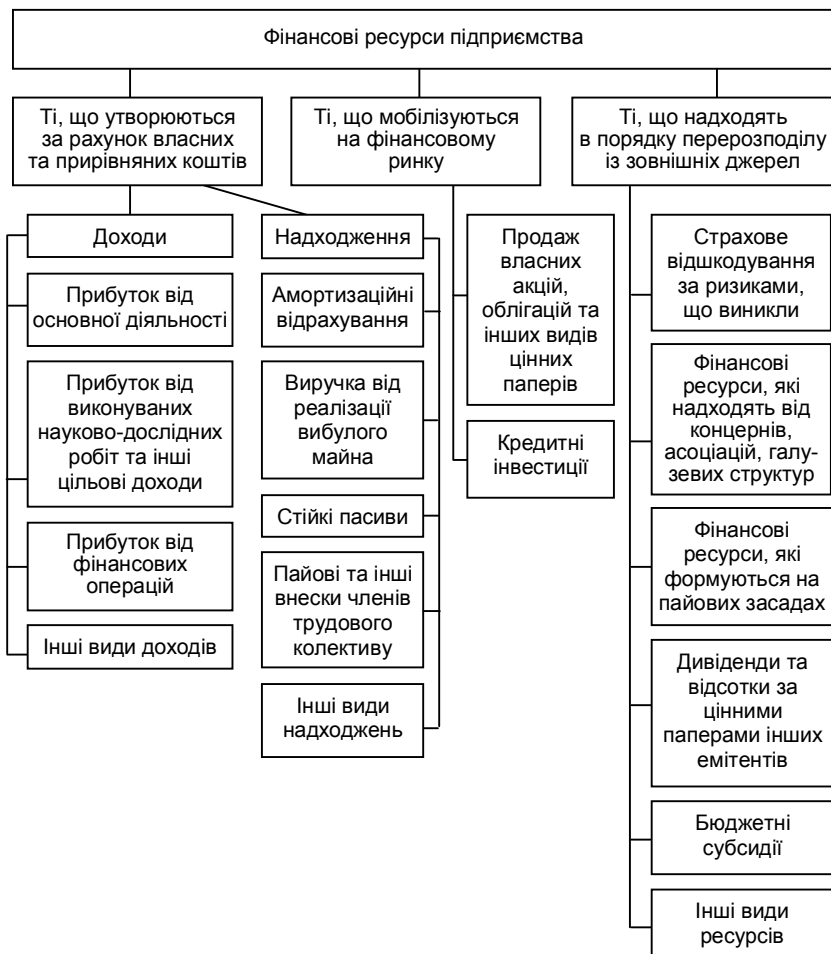 Фінансові ресурси підприємства
Ті, що утворюються
за рахунок власних
та прирівняних коштів
Ті, що мобілізуються
на фінансовому
ринку
Ті, що надходять
в порядку перерозподілу
із зовнішніх джерел
Доходи
Прибуток від
основної діяльності
Прибуток від
виконуваних
науково-дослідних
робіт та інші
цільові доходи
Прибуток від
фінансових
операцій
Інші види доходів
Надходження
Амортизаційні
відрахування
Виручка від
реалізації
вибулого
майна
Стійкі пасиви
Пайові та інші
внески членів
трудового
колективу
Інші види
надходжень
Продаж
власних
акцій,
облігацій та
інших видів
цінних
паперів
Кредитні
інвестиції
Страхове
відшкодування
за ризиками,
що виникли
Фінансові
ресурси, які
надходять від
концернів,
асоціацій, галу-
зевих структур
Фінансові
ресурси, які
формуються на
пайових засадах
Дивіденди та
відсотки за
цінними
паперами інших
емітентів
Бюджетні
субсидії
Інші види
ресурсів